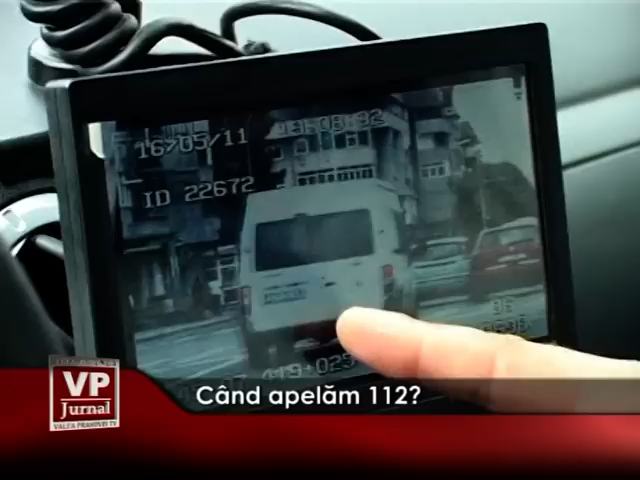 16/05/11
ID 22672
VP
Jurnal
VALEA PRAHOVEI TV
Când apelăm 112?